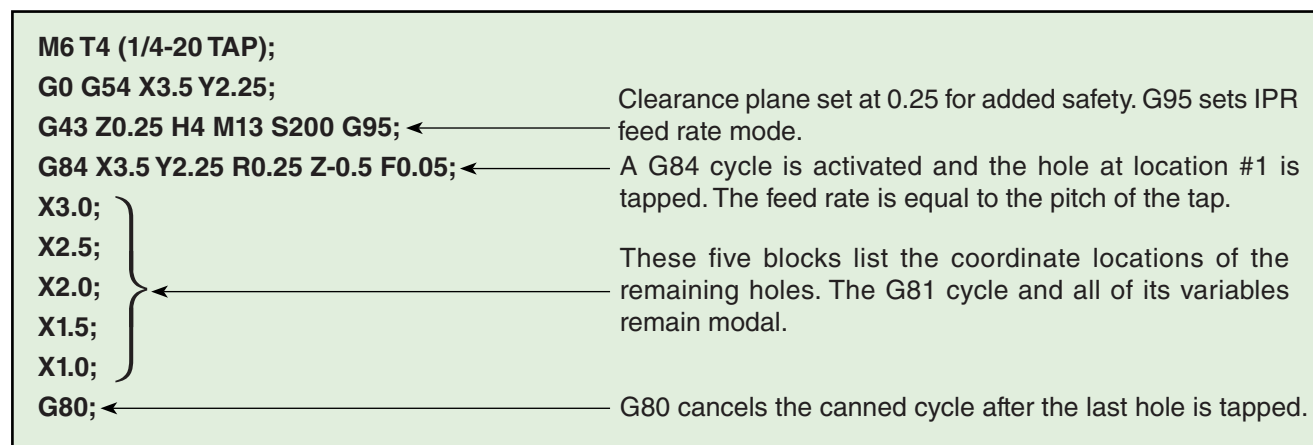 M6 T4 (1/4-20 TAP);
G0 G54 X3.5 Y2.25;
G43 Z0.25 H4 M13 S200 G95;
Clearance plane set at 0.25 for added safety. G95 sets IPR
feed rate mode.
G84 X3.5 Y2.25 R0.25 Z-0.5 F0.05;
A G84 cycle is activated and the hole at location #1 is
tapped. The feed rate is equal to the pitch of the tap.
X3.0;
X2.5;
X2.0;
X1.5;
X1.0;
These five blocks list the coordinate locations of the
remaining holes. The G81 cycle and all of its variables
remain modal.
G80;
G80 cancels the canned cycle after the last hole is tapped.